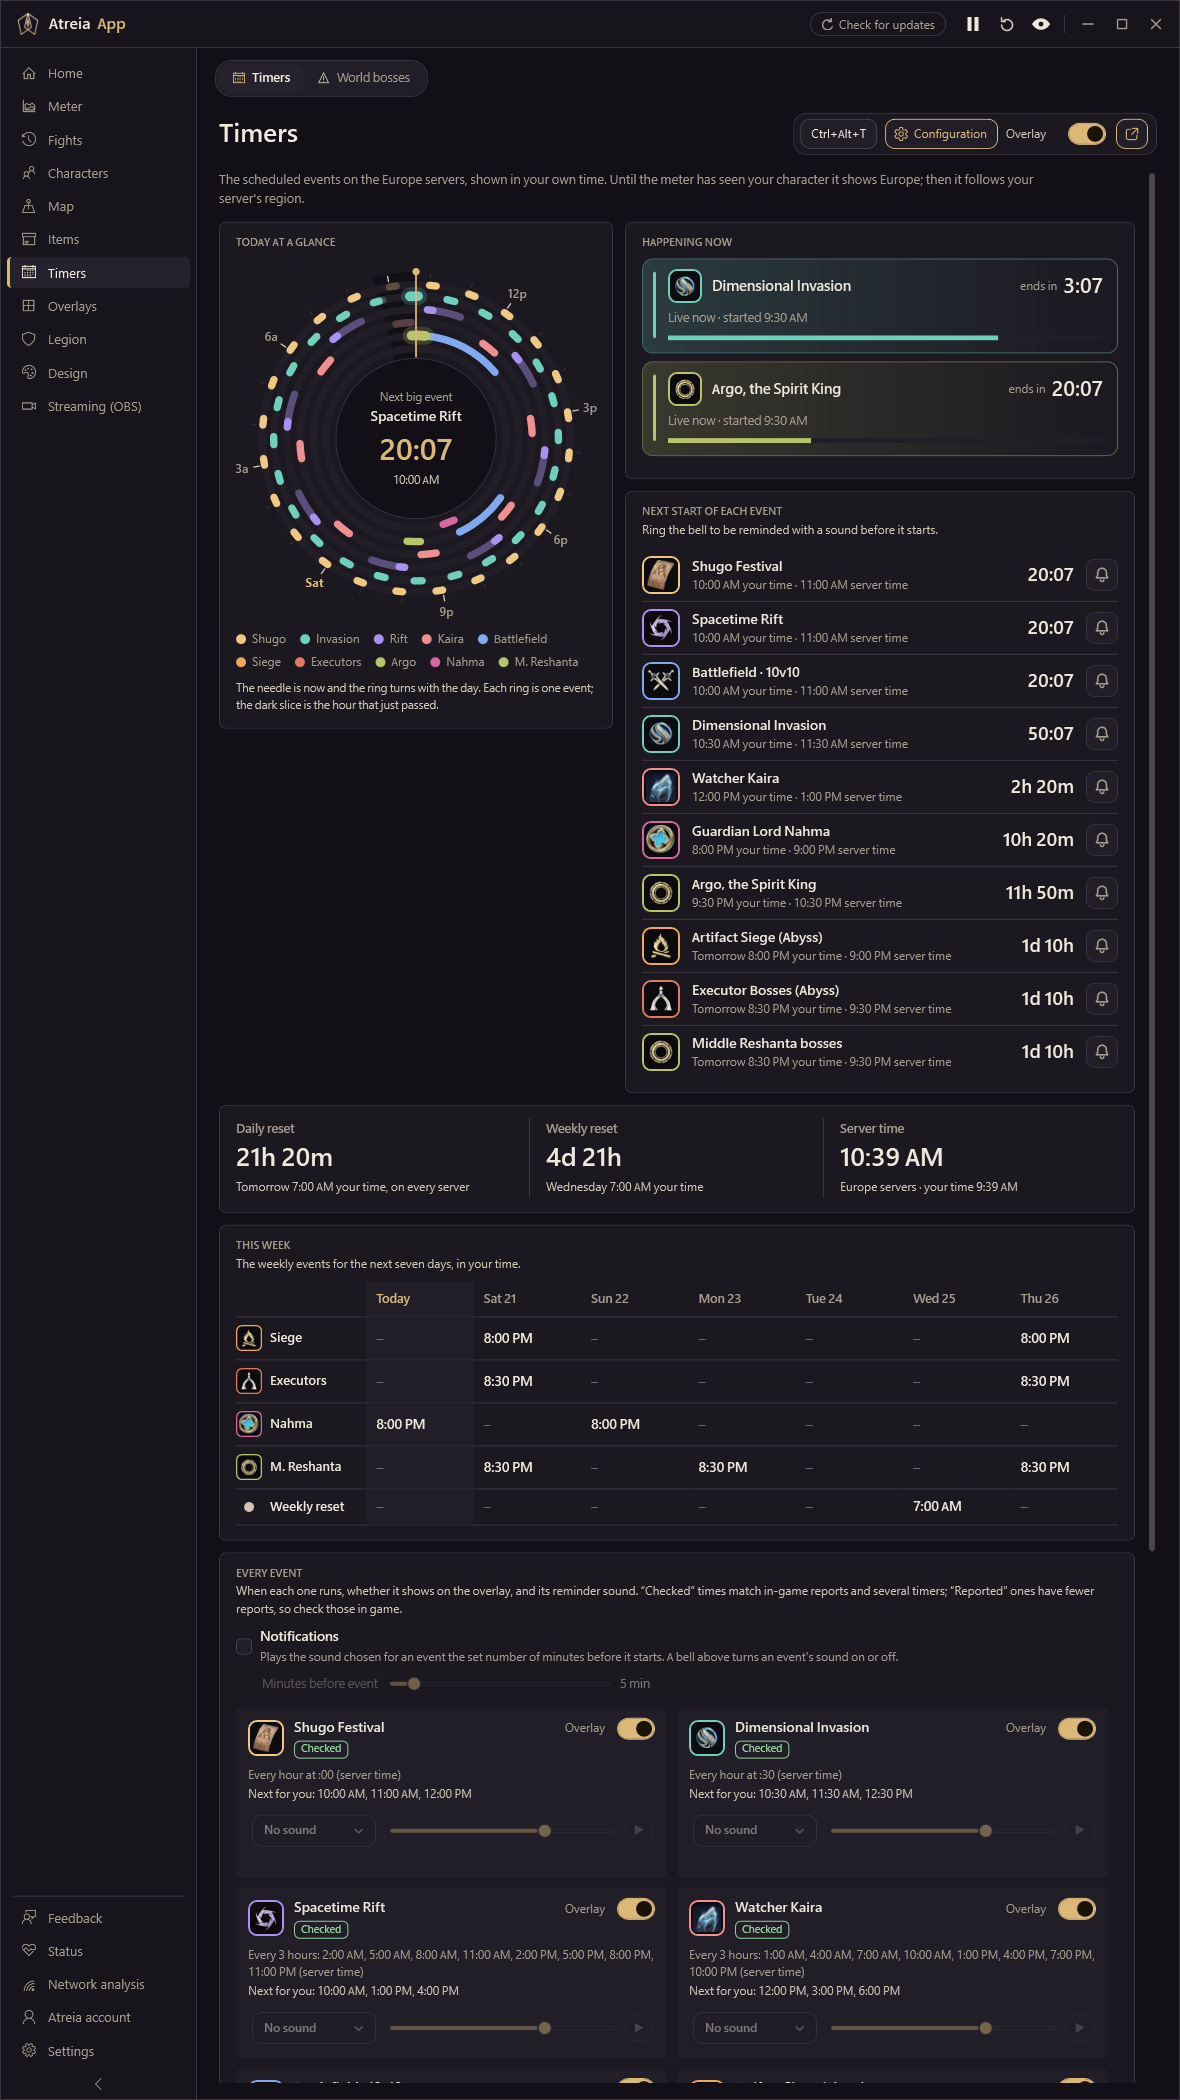 Atreia App
Check for updates
Home
Meter
Fights
Characters
Map
Items
Timers
Overlays
Legion
Design
Streaming (OBS)
Feedback
Status
Network analysis
Atreia account
Settings
Timers
World bosses
Timers
Ctrl+Alt+T
Configuration
Overlay
The scheduled events on the Europe servers, shown in your own time. Until the meter has seen your character it shows Europe; then it follows your
server's region.
TODAY AT A GLANCE
12p
3p
6p
9p
Sat
3a
6a
Next big event
Spacetime Rift
20:07
10:00 AM
Shugo
Invasion
Rift
Kaira
Battlefield
Siege
Executors
Argo
Nahma
M. Reshanta
The needle is now and the ring turns with the day. Each ring is one event;
the dark slice is the hour that just passed.
HAPPENING NOW
Dimensional Invasion
ends in 3:07
Live now · started 9:30 AM
Argo, the Spirit King
ends in 20:07
Live now · started 9:30 AM
NEXT START OF EACH EVENT
Ring the bell to be reminded with a sound before it starts.
Shugo Festival
10:00 AM your time · 11:00 AM server time
20:07
Spacetime Rift
10:00 AM your time · 11:00 AM server time
20:07
Battlefield · 10v10
10:00 AM your time · 11:00 AM server time
20:07
Dimensional Invasion
10:30 AM your time · 11:30 AM server time
50:07
Watcher Kaira
12:00 PM your time · 1:00 PM server time
2h 20m
Guardian Lord Nahma
8:00 PM your time · 9:00 PM server time
10h 20m
Argo, the Spirit King
9:30 PM your time · 10:30 PM server time
11h 50m
Artifact Siege (Abyss)
Tomorrow 8:00 PM your time · 9:00 PM server time
1d 10h
Executor Bosses (Abyss)
Tomorrow 8:30 PM your time · 9:30 PM server time
1d 10h
Middle Reshanta bosses
Tomorrow 8:30 PM your time · 9:30 PM server time
1d 10h
Daily reset
21h 20m
Tomorrow 7:00 AM your time, on every server
Weekly reset
4d 21h
Wednesday 7:00 AM your time
Server time
10:39 AM
Europe servers · your time 9:39 AM
THIS WEEK
The weekly events for the next seven days, in your time.
Today Sat 21 Sun 22 Mon 23 Tue 24 Wed 25 Thu 26
Siege – 8:00 PM – – – – 8:00 PM
Executors – 8:30 PM – – – – 8:30 PM
Nahma 8:00 PM – 8:00 PM – – – –
M. Reshanta – 8:30 PM – 8:30 PM – – 8:30 PM
Weekly reset – – – – – 7:00 AM –
EVERY EVENT
When each one runs, whether it shows on the overlay, and its reminder sound. “Checked” times match in-game reports and several timers; “Reported” ones have fewer
reports, so check those in game.
Notifications
Plays the sound chosen for an event the set number of minutes before it starts. A bell above turns an event's sound on or off.
Minutes before event
5 min
Shugo Festival
Overlay
Checked
Every hour at :00 (server time)
Next for you: 10:00 AM, 11:00 AM, 12:00 PM
No sound
Dimensional Invasion
Overlay
Checked
Every hour at :30 (server time)
Next for you: 10:30 AM, 11:30 AM, 12:30 PM
No sound
Spacetime Rift
Overlay
Checked
Every 3 hours: 2:00 AM, 5:00 AM, 8:00 AM, 11:00 AM, 2:00 PM, 5:00 PM, 8:00 PM,
11:00 PM (server time)
Next for you: 10:00 AM, 1:00 PM, 4:00 PM
No sound
Watcher Kaira
Overlay
Checked
Every 3 hours: 1:00 AM, 4:00 AM, 7:00 AM, 10:00 AM, 1:00 PM, 4:00 PM, 7:00 PM,
10:00 PM (server time)
Next for you: 12:00 PM, 3:00 PM, 6:00 PM
No sound